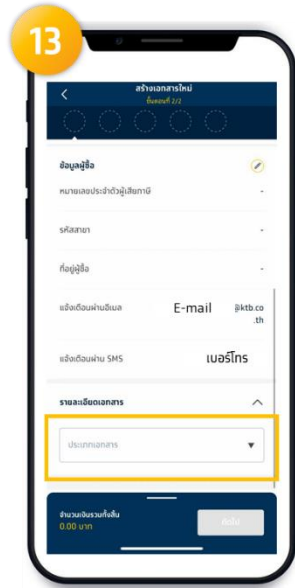 13
สร้างเอกสารใหม่
ขั้นตอนที่ 2/2
ข้อมูลผู้ซื้อ
หมายเลขประจำตัวผู้เสียภาษี -
รหัสสาขา -
ที่อยู่ผู้ซื้อ -
แจ้งเตือนผ่านอีเมล E-mail @ktb.co
.th
แจ้งเตือนผ่าน SMS เบอร์โทร
รายละเอียดเอกสาร
ประเภทเอกสาร
จำนวนเงินรวมทั้งสิ้น
0.00 บาท
ถัดไป